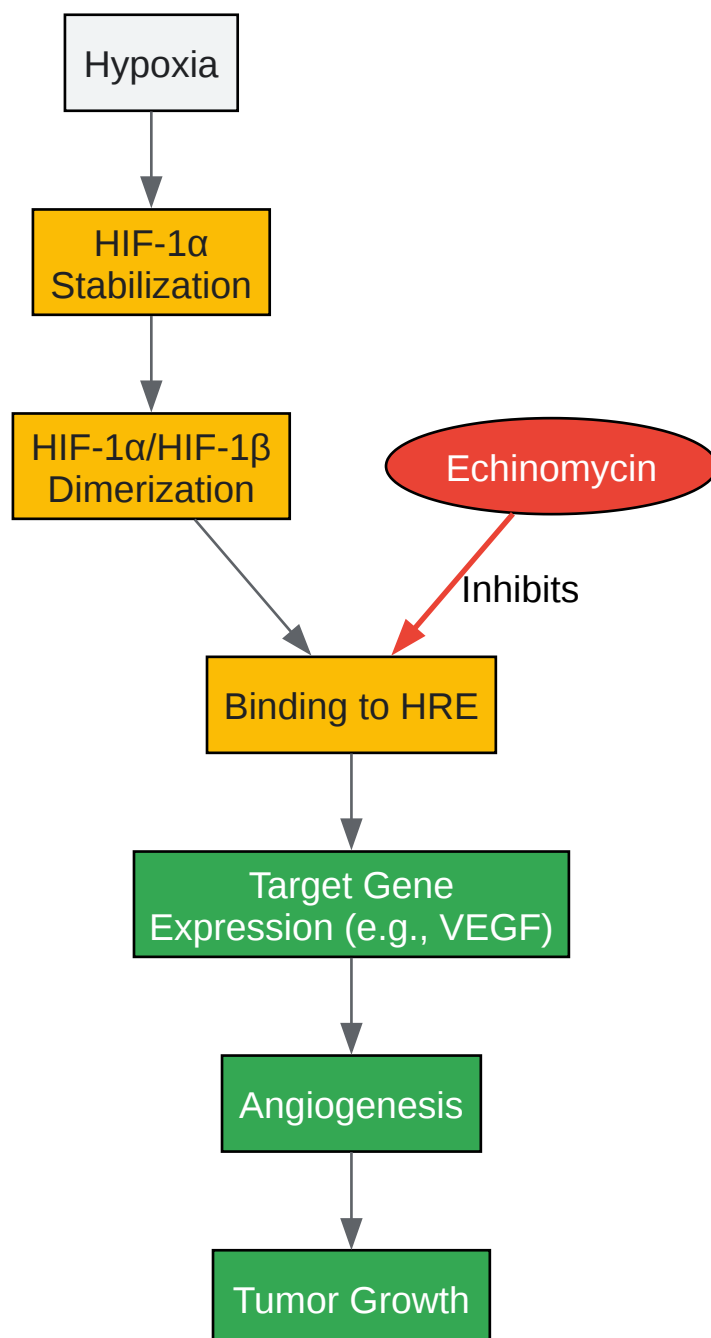 Hypoxia
HIF-1α
Stabilization
HIF-1α/HIF-1β
Dimerization
Echinomycin
Inhibits
Binding to HRE
Target Gene
Expression (e.g., VEGF)
Angiogenesis
Tumor Growth